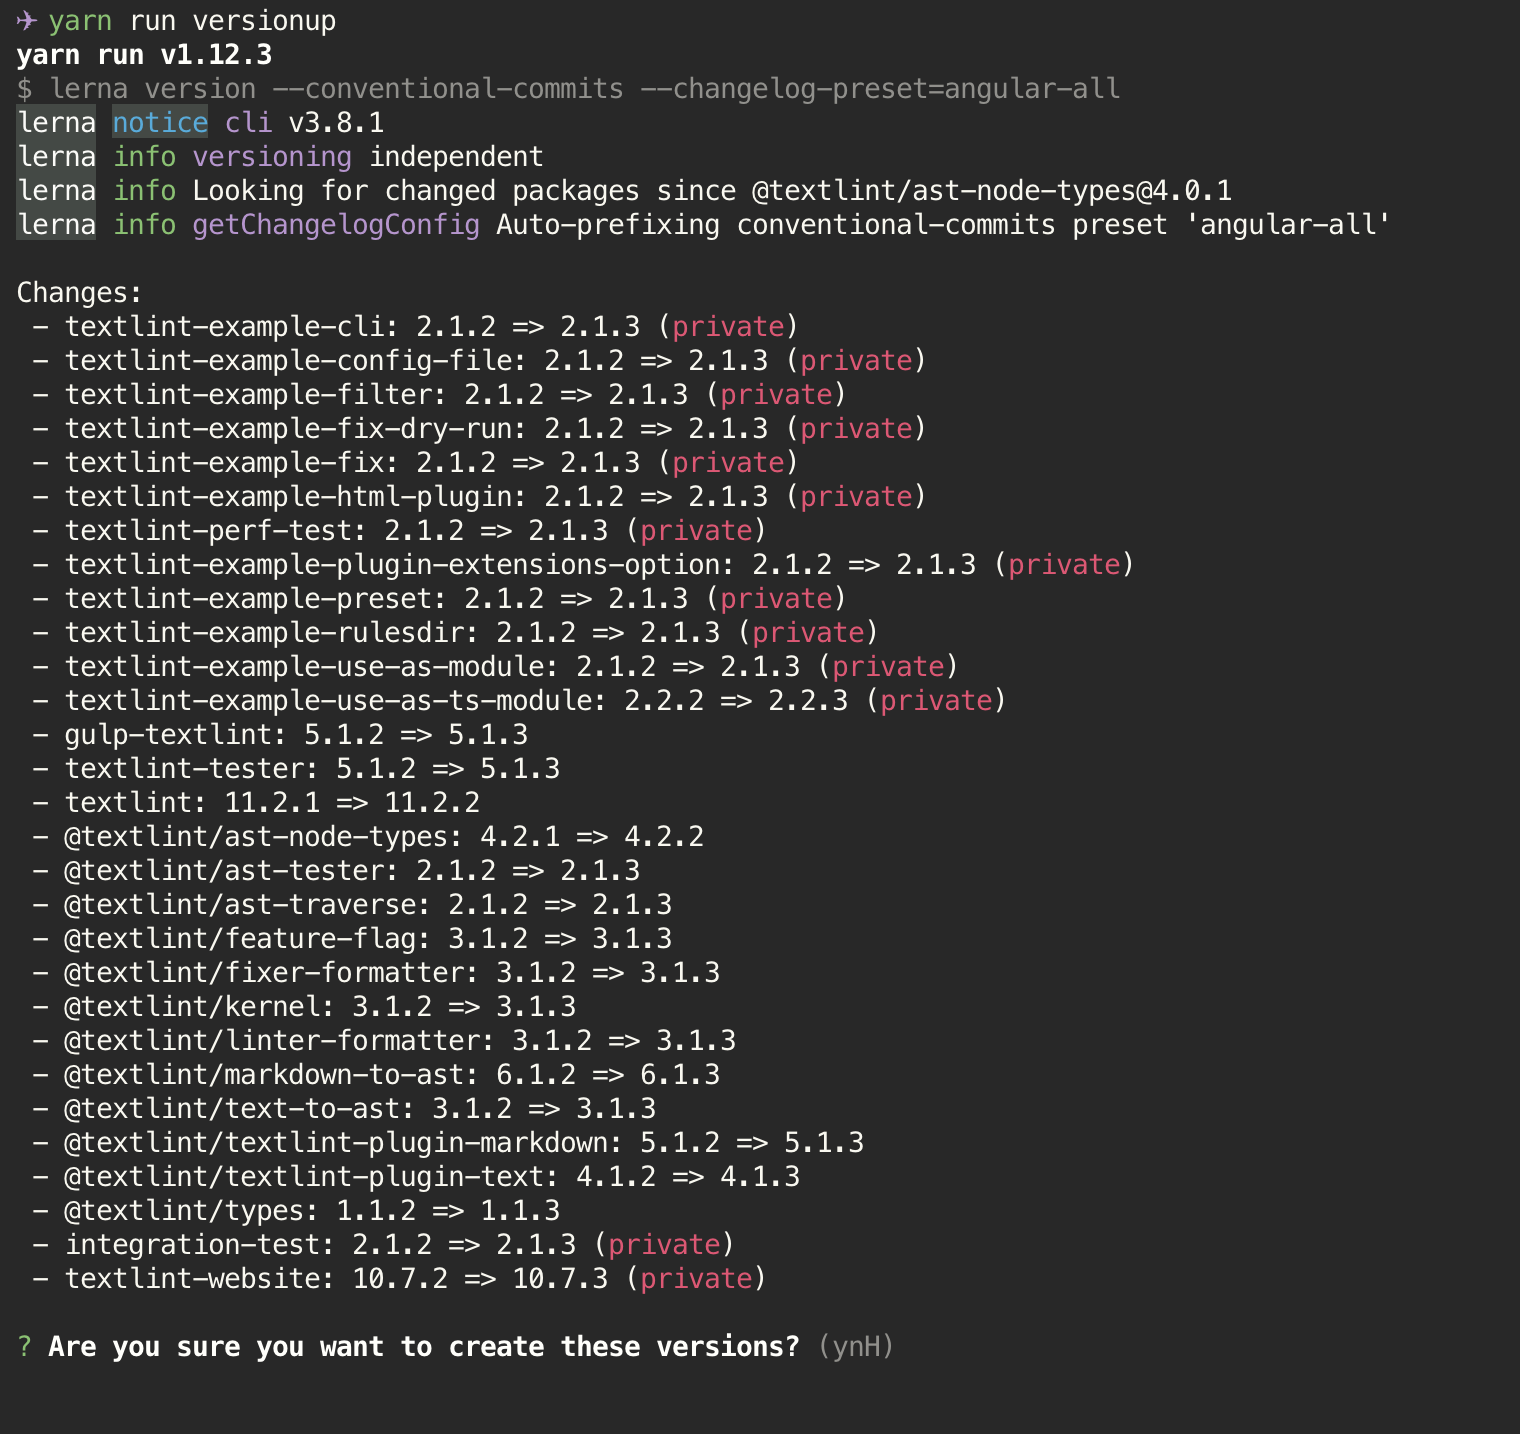 ✈ yarn run versionup
yarn run v1.12.3
$ lerna version --conventional-commits --changelog-preset=angular-all
lerna notice cli v3.8.1
lerna info versioning independent
lerna info Looking for changed packages since @textlint/ast-node-types@4.0.1
lerna info getChangelogConfig Auto-prefixing conventional-commits preset 'angular-all'
Changes:
- textlint-example-cli: 2.1.2 => 2.1.3 (private)
- textlint-example-config-file: 2.1.2 => 2.1.3 (private)
- textlint-example-filter: 2.1.2 => 2.1.3 (private)
- textlint-example-fix-dry-run: 2.1.2 => 2.1.3 (private)
- textlint-example-fix: 2.1.2 => 2.1.3 (private)
- textlint-example-html-plugin: 2.1.2 => 2.1.3 (private)
- textlint-perf-test: 2.1.2 => 2.1.3 (private)
- textlint-example-plugin-extensions-option: 2.1.2 => 2.1.3 (private)
- textlint-example-preset: 2.1.2 => 2.1.3 (private)
- textlint-example-rulesdir: 2.1.2 => 2.1.3 (private)
- textlint-example-use-as-module: 2.1.2 => 2.1.3 (private)
- textlint-example-use-as-ts-module: 2.2.2 => 2.2.3 (private)
- gulp-textlint: 5.1.2 => 5.1.3
- textlint-tester: 5.1.2 => 5.1.3
- textlint: 11.2.1 => 11.2.2
- @textlint/ast-node-types: 4.2.1 => 4.2.2
- @textlint/ast-tester: 2.1.2 => 2.1.3
- @textlint/ast-traverse: 2.1.2 => 2.1.3
- @textlint/feature-flag: 3.1.2 => 3.1.3
- @textlint/fixer-formatter: 3.1.2 => 3.1.3
- @textlint/kernel: 3.1.2 => 3.1.3
- @textlint/linter-formatter: 3.1.2 => 3.1.3
- @textlint/markdown-to-ast: 6.1.2 => 6.1.3
- @textlint/text-to-ast: 3.1.2 => 3.1.3
- @textlint/textlint-plugin-markdown: 5.1.2 => 5.1.3
- @textlint/textlint-plugin-text: 4.1.2 => 4.1.3
- @textlint/types: 1.1.2 => 1.1.3
- integration-test: 2.1.2 => 2.1.3 (private)
- textlint-website: 10.7.2 => 10.7.3 (private)
? Are you sure you want to create these versions? (ynH)